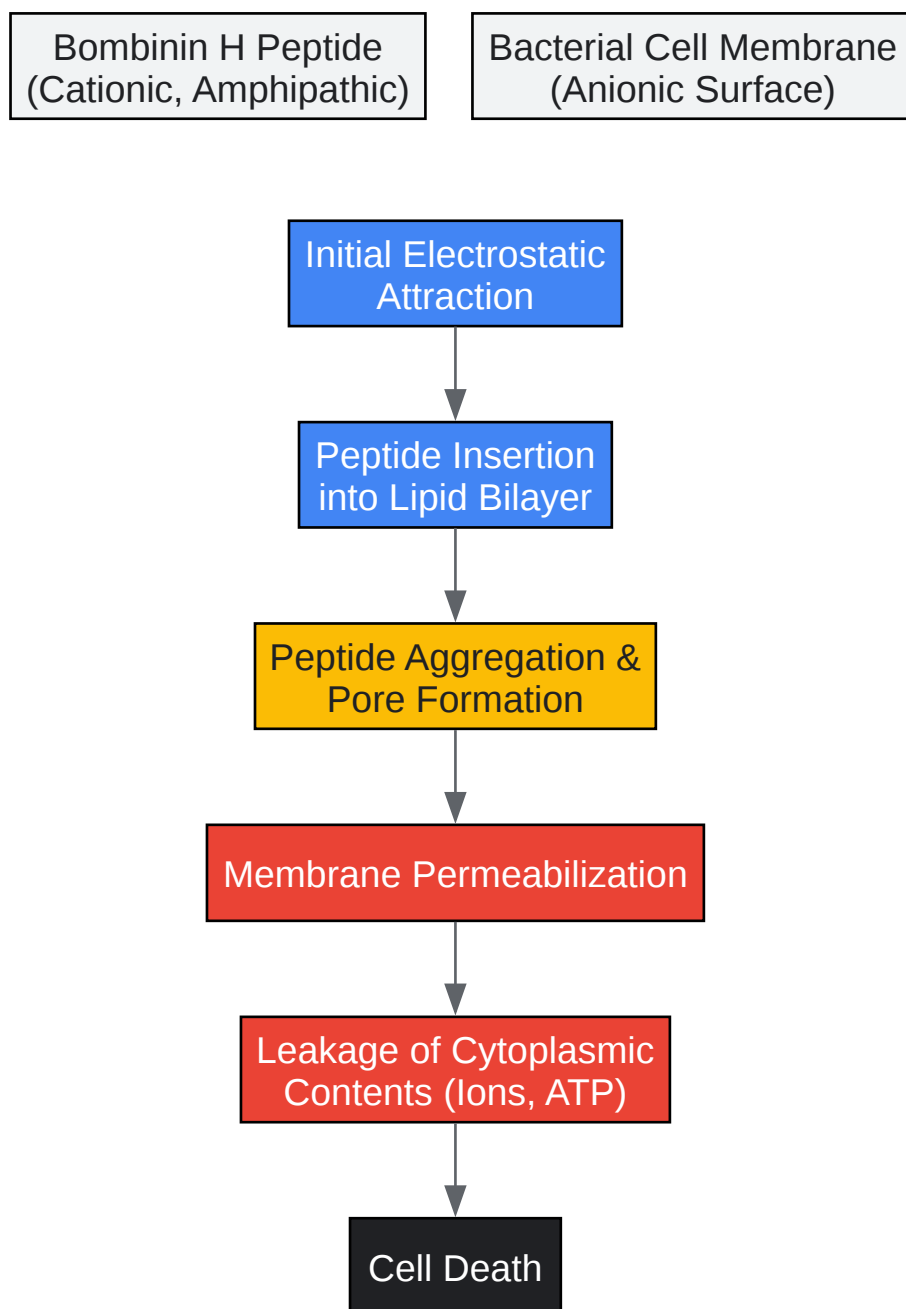 Bombinin H Peptide
(Cationic, Amphipathic)
Bacterial Cell Membrane
(Anionic Surface)
Initial Electrostatic
Attraction
Peptide Insertion
into Lipid Bilayer
Peptide Aggregation &
Pore Formation
Membrane Permeabilization
Leakage of Cytoplasmic
Contents (Ions, ATP)
Cell Death